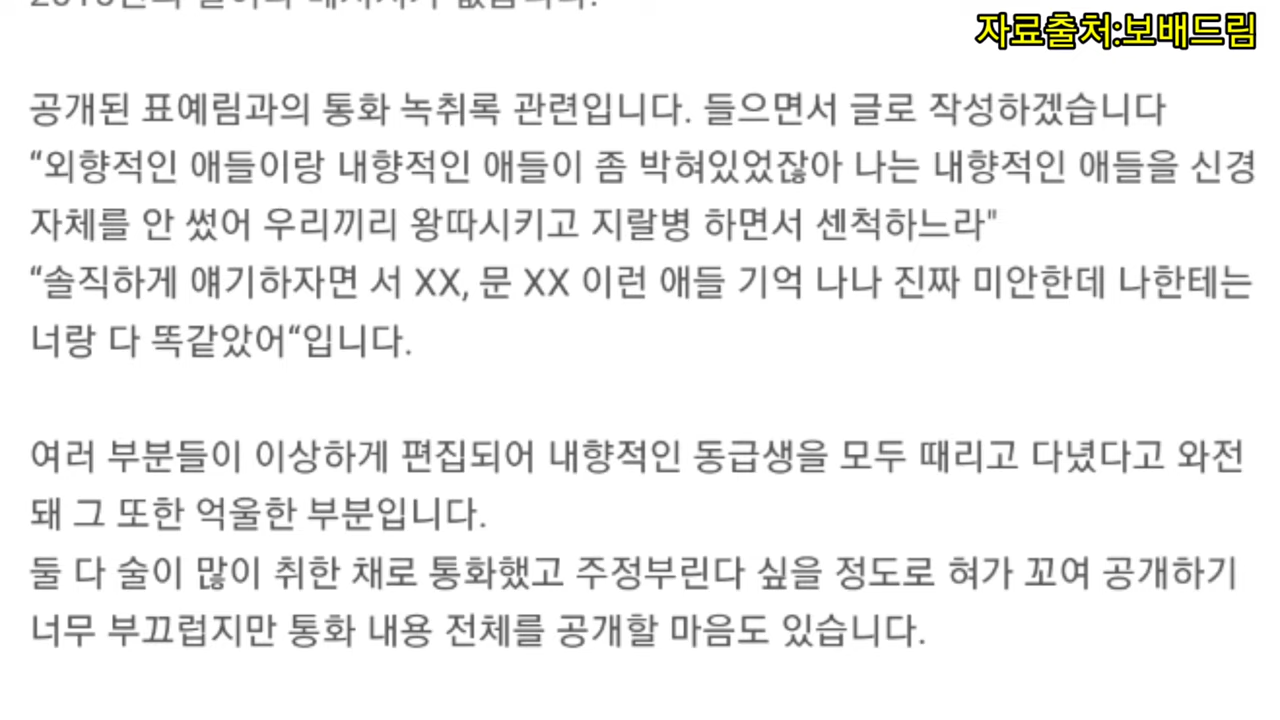 자료출처:보배드림
공개된 표예림과의 통화 녹취록 관련입니다. 들으면서 글로 작성하겠습니다
“외향적인 애들이랑 내향적인 애들이 좀 박혀있었잖아 나는 내향적인 애들을 신경
자체를 안 썼어 우리끼리 왕따시키고 지랄병 하면서 센척하느라"
“솔직하게 얘기하자면 서 XX, 문 XX 이런 애들 기억 나나 진짜 미안한데 나한테는
너랑 다 똑같았어“입니다.
여러 부분들이 이상하게 편집되어 내향적인 동급생을 모두 때리고 다녔다고 와전
돼 그 또한 억울한 부분입니다.
둘 다 술이 많이 취한 채로 통화했고 주정부린다 싶을 정도로 혀가 꼬여 공개하기
너무 부끄럽지만 통화 내용 전체를 공개할 마음도 있습니다.